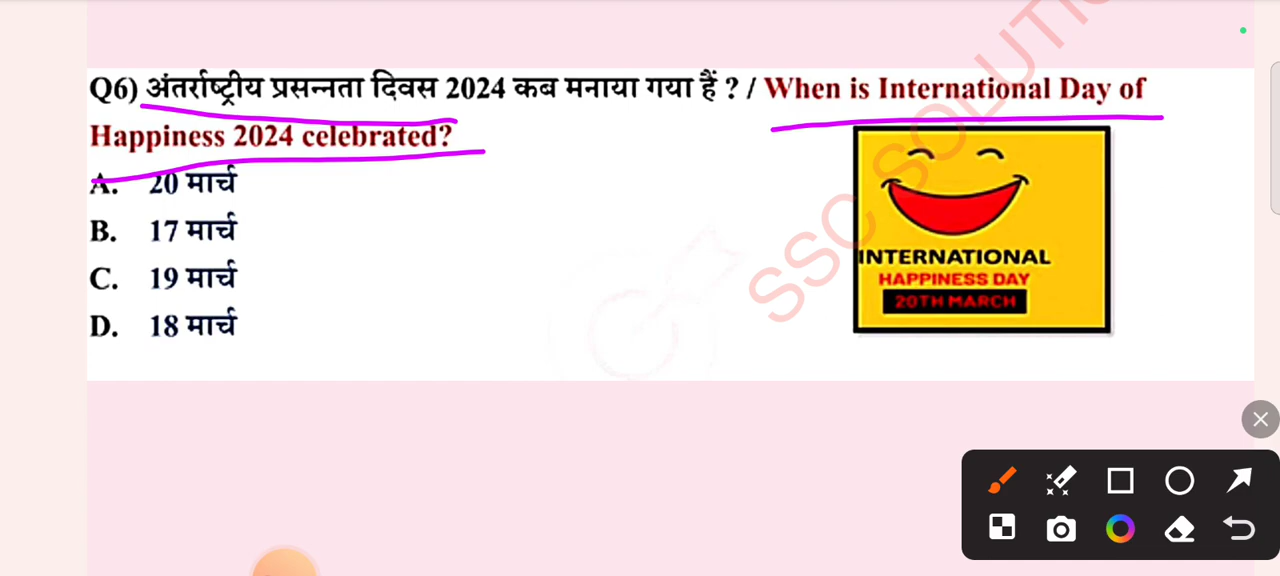 Q6) अंतर्राष्ट्रीय प्रसन्नता दिवस 2024 कब मनाया गया हैं ? / When is International Day of
Happiness 2024 celebrated?
A. 20 मार्च
B. 17 मार्च
C. 19 मार्च
D. 18 मार्च
INTERNATIONAL
HAPPINESS DAY
20TH MARCH
SSC SOLUTIO